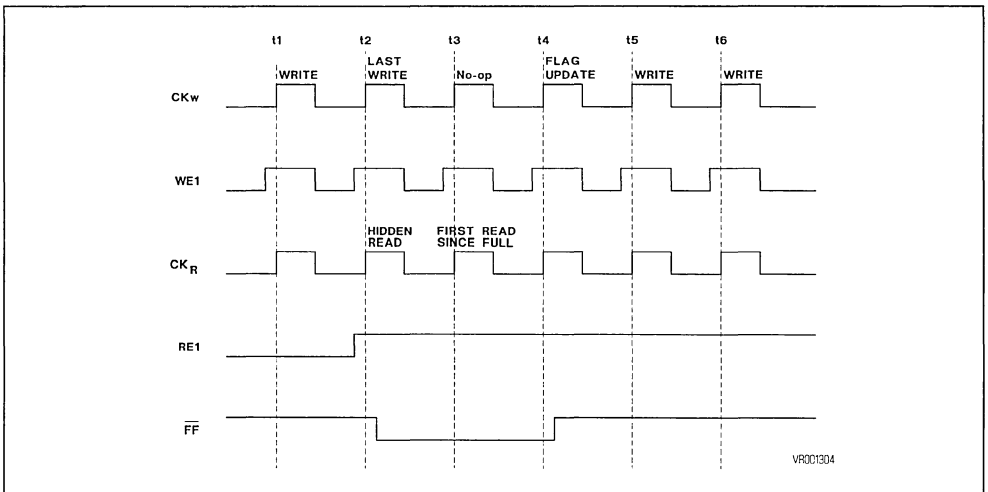 t1 t2 t3 t4 t5 t6
WRITE
LAST
WRITE
No-op
FLAG
UPDATE
WRITE
WRITE
CKW
WE1
HIDDEN
READ
FIRST READ
SINCE FULL
CKR
RE1
FF
VR001304